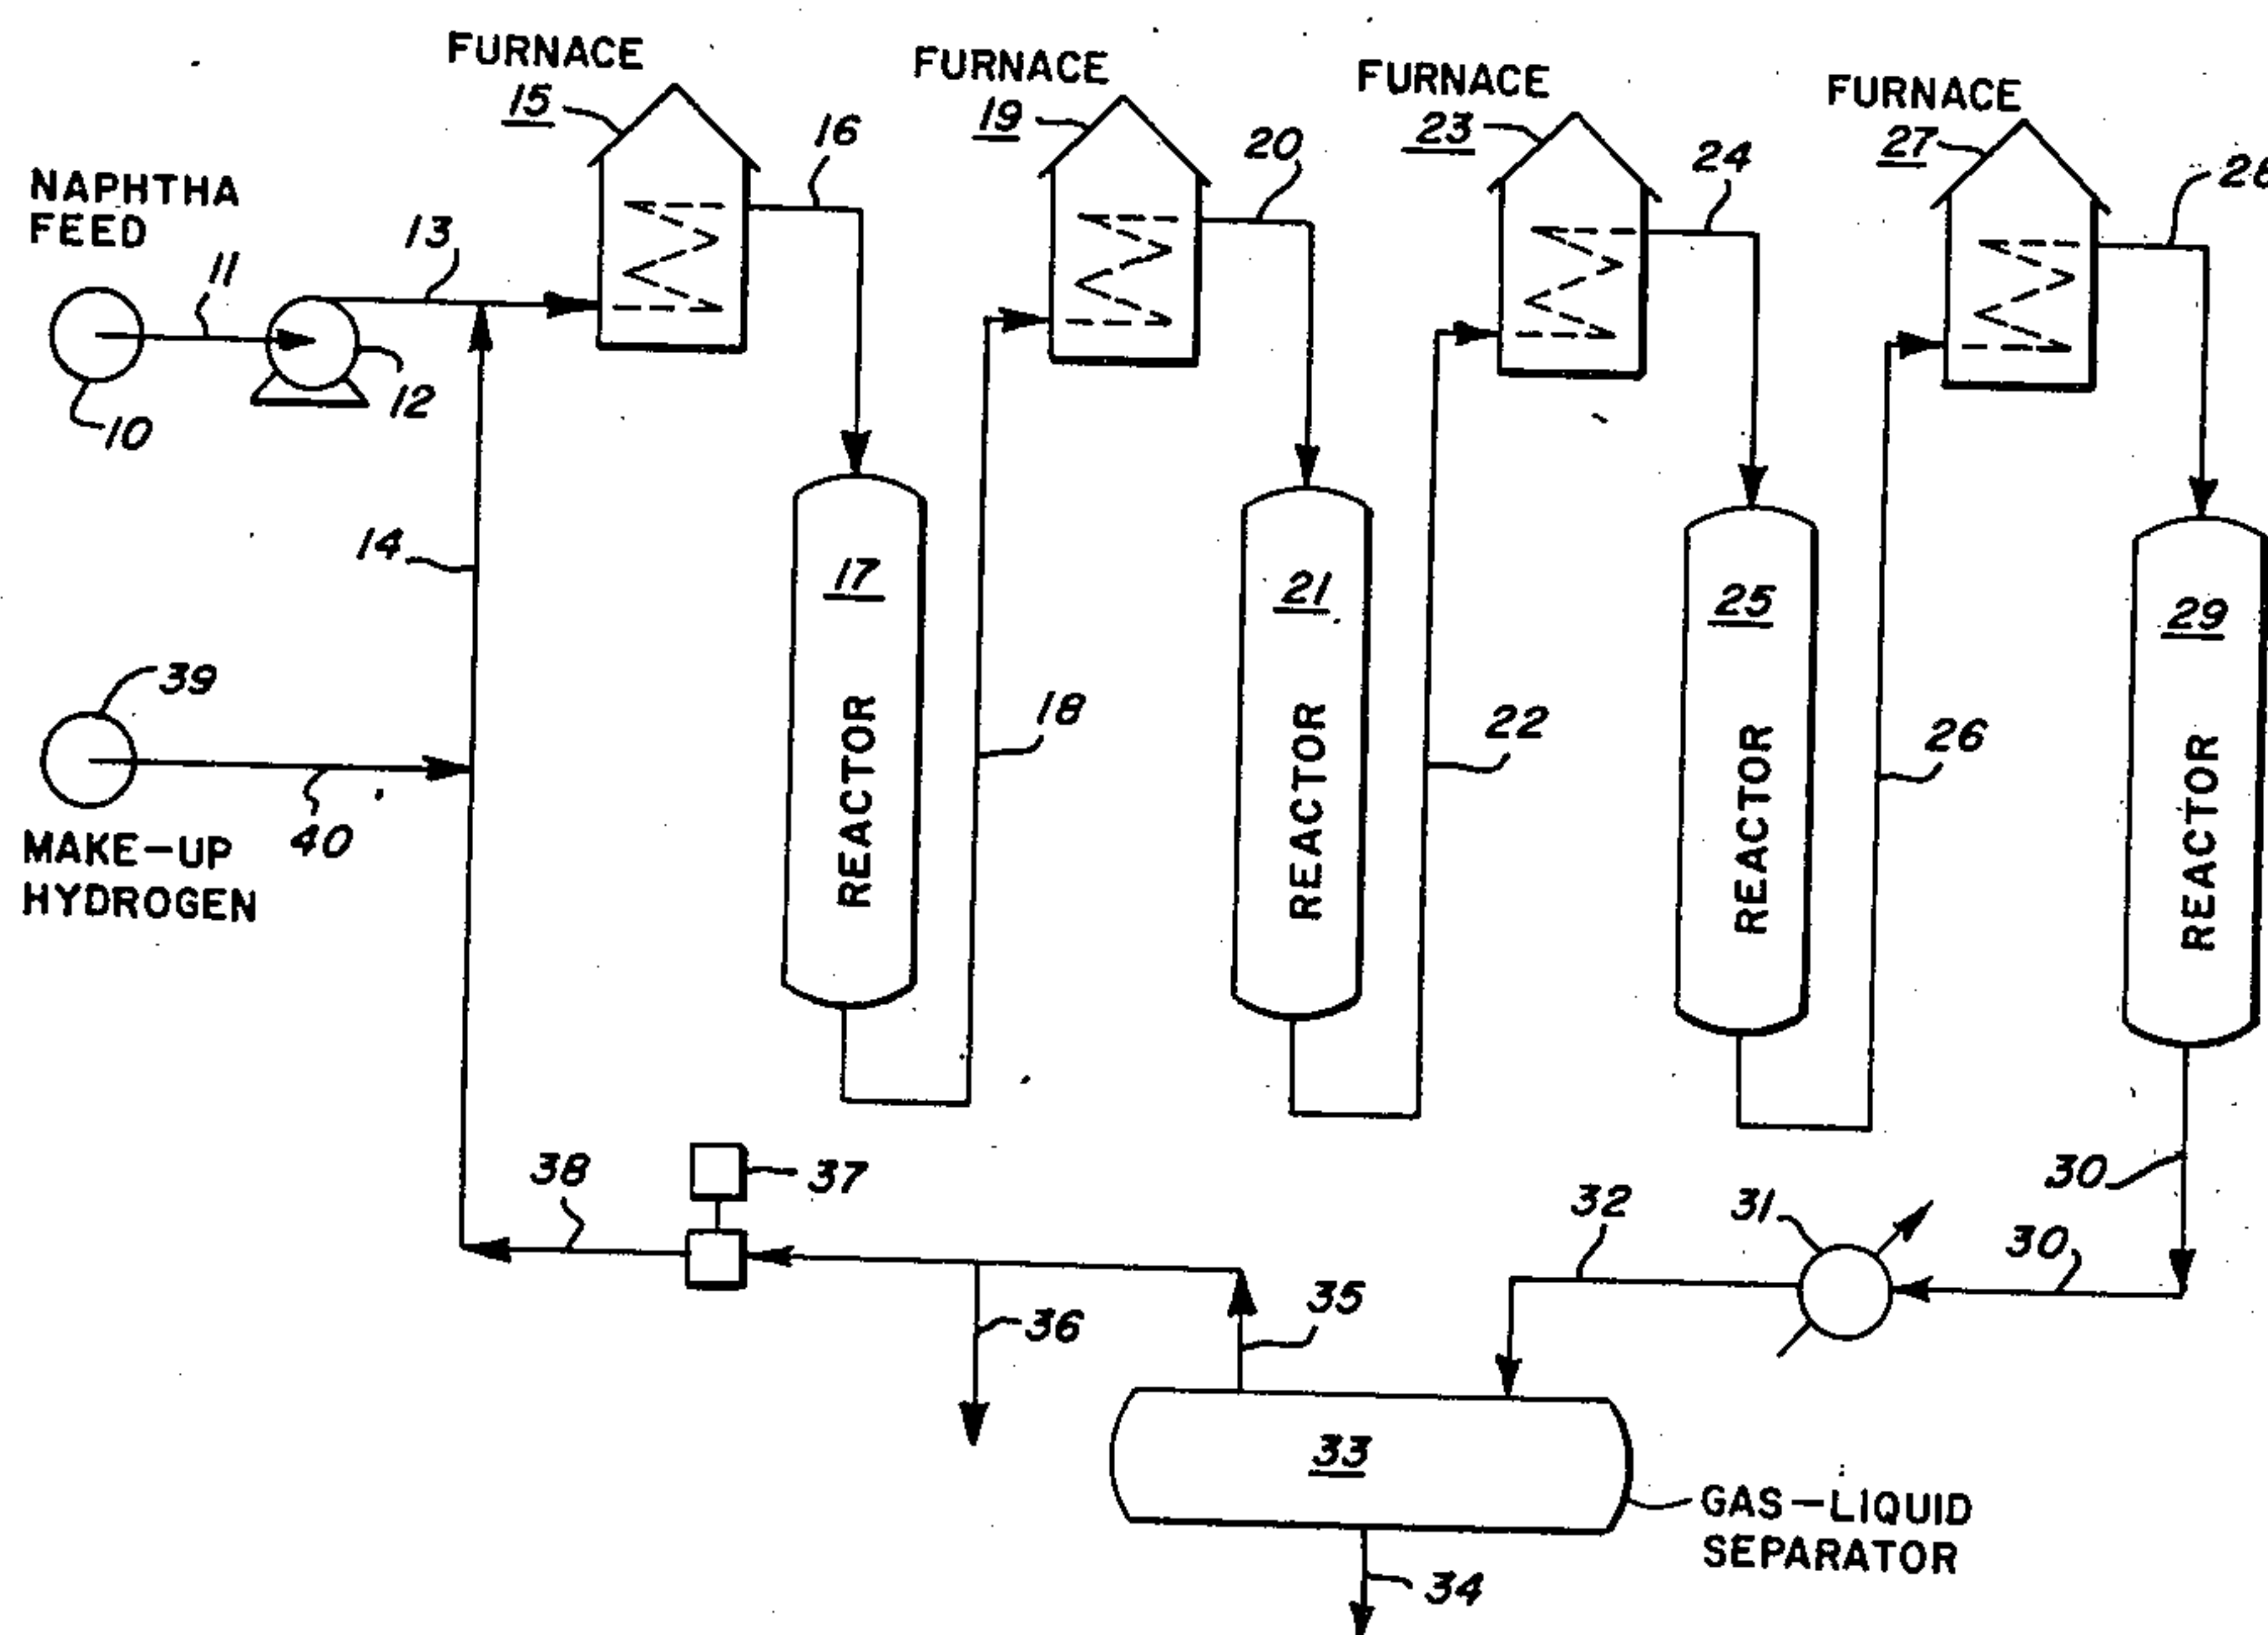 FURNACE
15
FURNACE
19
FURNACE
23
FURNACE
27
16
20
24
NAPHTHA
FEED
11
13
12
10
14
17
REACTOR
18
21
REACTOR
22
25
REACTOR
26
29
REACTOR
39
40
MAKE-UP
HYDROGEN
38
37
36
35
32
31
30
30
33
GAS-LIQUID
SEPARATOR
34